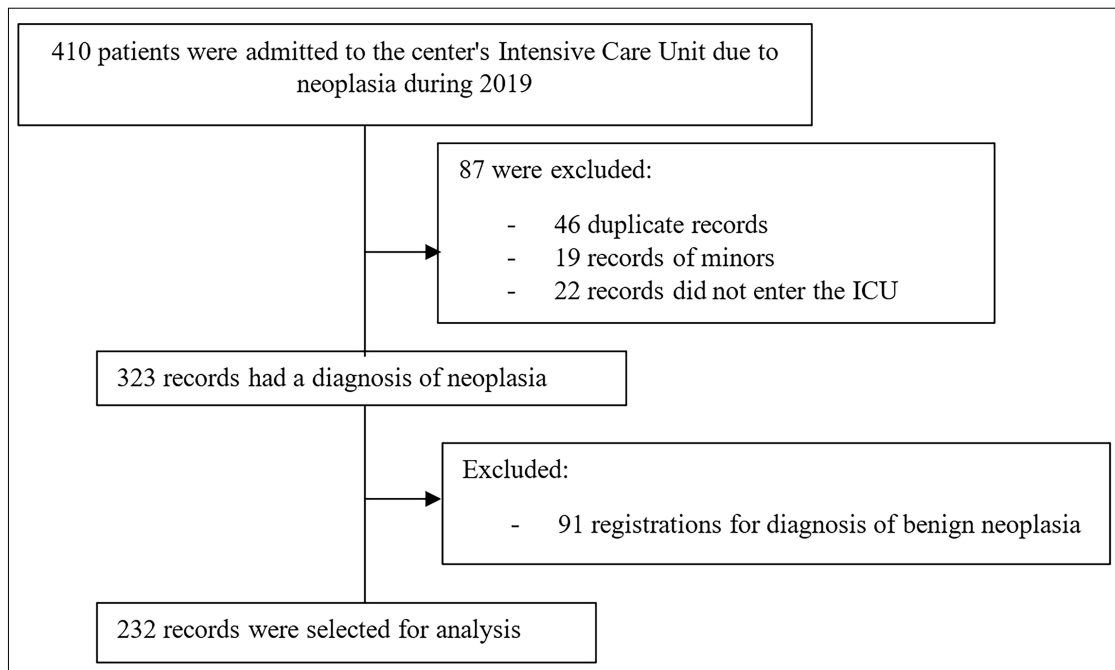 410 patients were admitted to the center's Intensive Care Unit due to
neoplasia during 2019
87 were excluded:
- 46 duplicate records
- 19 records of minors
- 22 records did not enter the ICU
323 records had a diagnosis of neoplasia
Excluded:
- 91 registrations for diagnosis of benign neoplasia
232 records were selected for analysis